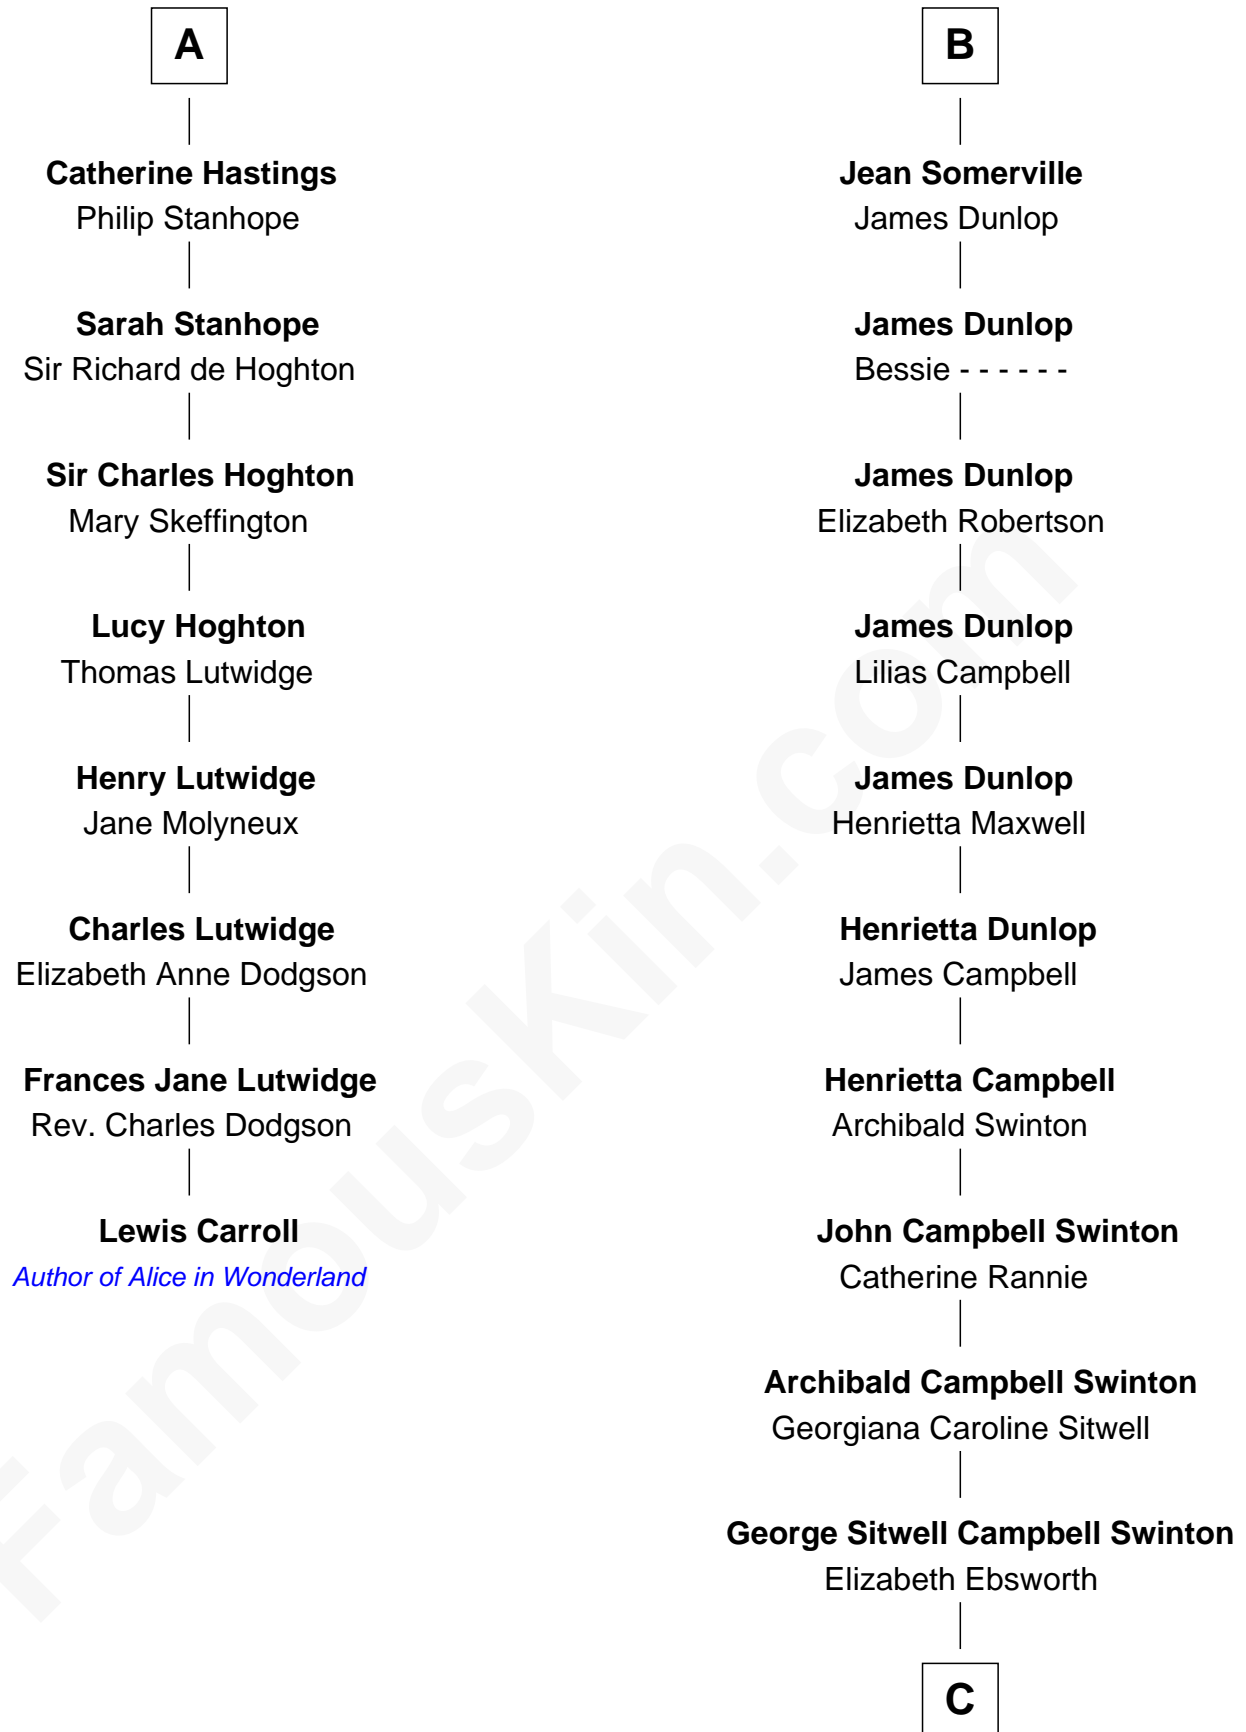 A
Catherine Hastings
Philip Stanhope
Sarah Stanhope
Sir Richard de Hoghton
Sir Charles Hoghton
Mary Skeffington
Lucy Hoghton
Thomas Lutwidge
Henry Lutwidge
Jane Molyneux
Charles Lutwidge
Elizabeth Anne Dodgson
Frances Jane Lutwidge
Rev. Charles Dodgson
Lewis Carroll
Author of Alice in Wonderland
B
Jean Somerville
James Dunlop
James Dunlop
Bessie - - - - - -
James Dunlop
Elizabeth Robertson
James Dunlop
Lilias Campbell
James Dunlop
Henrietta Maxwell
Henrietta Dunlop
James Campbell
Henrietta Campbell
Archibald Swinton
John Campbell Swinton
Catherine Rannie
Archibald Campbell Swinton
Georgiana Caroline Sitwell
George Sitwell Campbell Swinton
Elizabeth Ebsworth
C
FamousKin.com